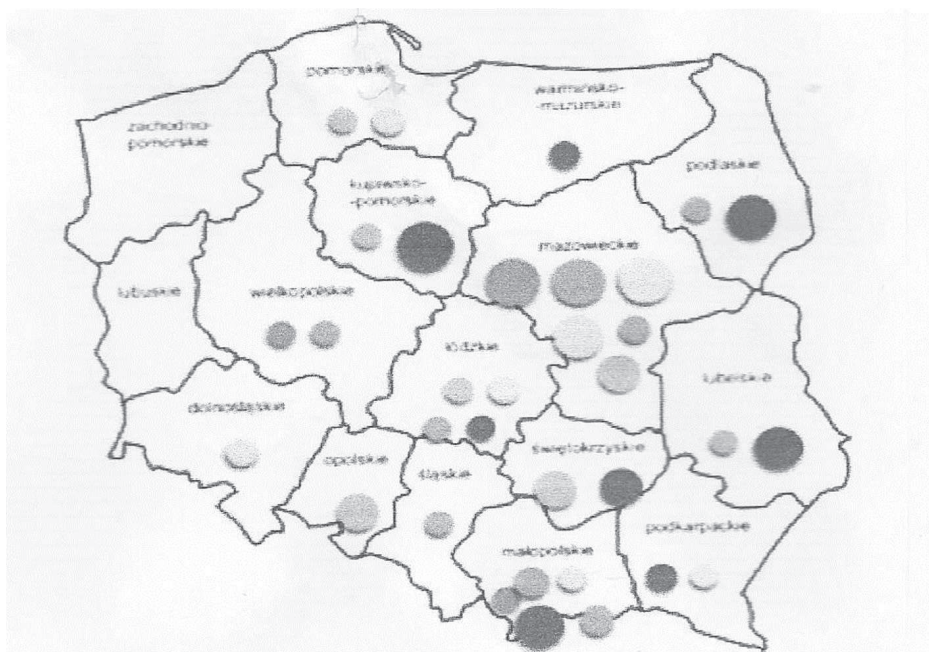 pomorskie
warmińsko-
-mazurskie
zachodnio-
pomorskie
podlaskie
kujawsko-
-pomorskie
mazowieckie
lubuskie
wielkopolskie
łódzkie
lubelskie
dolnośląskie
świętokrzyskie
opolskie
śląskie
podkarpackie
małopolskie